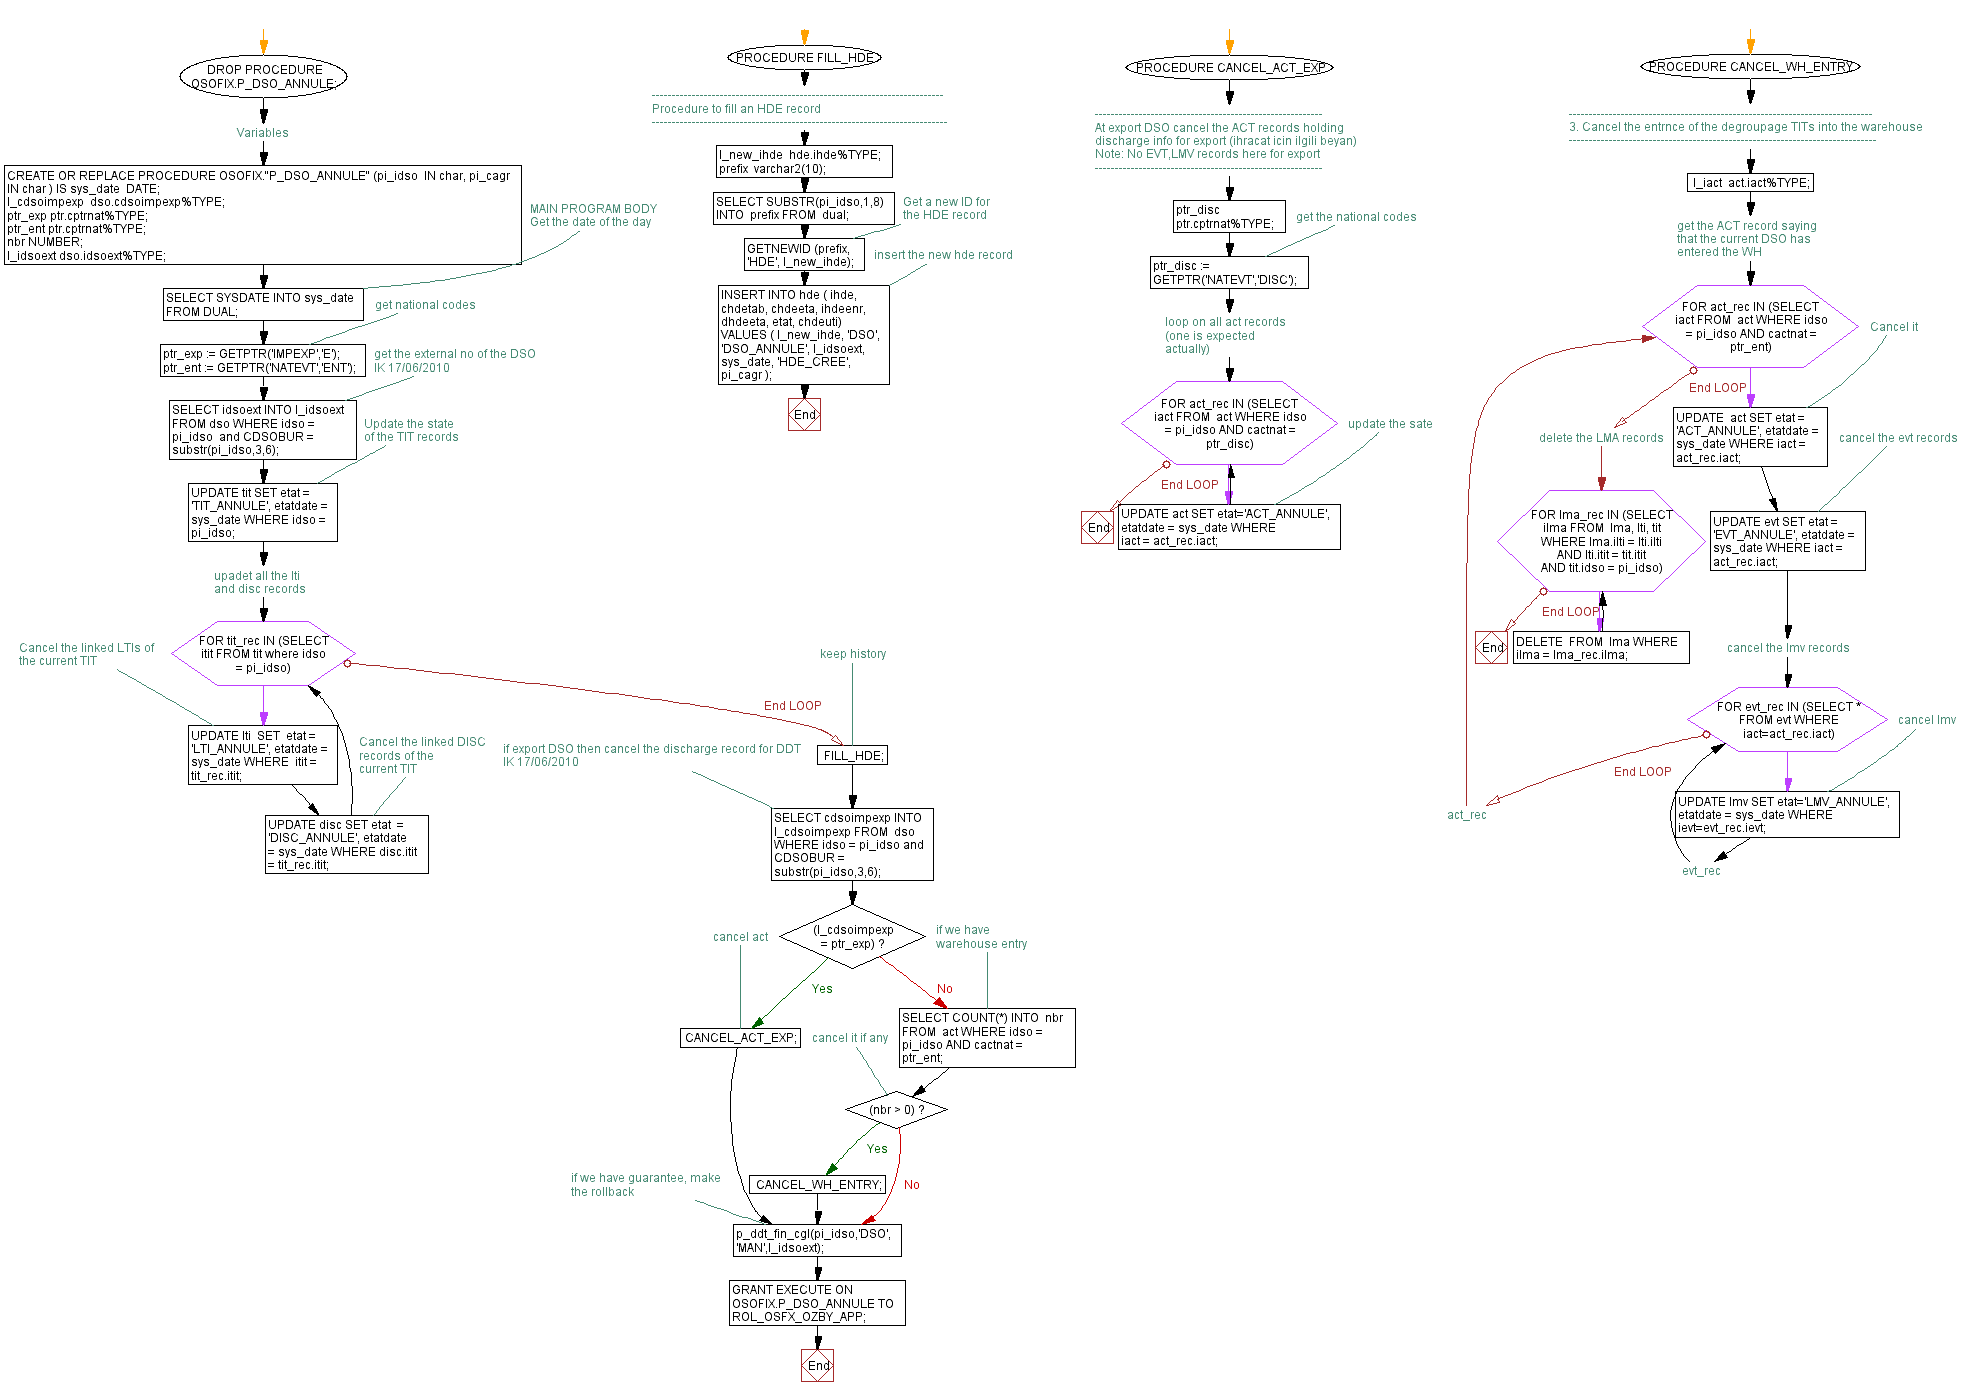 DROP PROCEDURE
OSOFIX.P_DSO_ANNULE;
Variables
CREATE OR REPLACE PROCEDURE OSOFIX."P_DSO_ANNULE" (pi_idso IN char, pi_cagr
IN char ) IS sys_date DATE;
l_cdsoimpexp dso.cdsoimpexp%TYPE;
ptr_exp ptr.cptrnat%TYPE;
ptr_ent ptr.cptrnat%TYPE;
nbr NUMBER;
l_idsoext dso.idsoext%TYPE;
MAIN PROGRAM BODY
Get the date of the day
SELECT SYSDATE INTO sys_date
FROM DUAL;
get national codes
ptr_exp := GETPTR('IMPEXP','E');
ptr_ent := GETPTR('NATEVT','ENT');
get the external no of the DSO
IK 17/06/2010
SELECT idsoext INTO l_idsoext
FROM dso WHERE idso =
pi_idso and CDSOBUR =
substr(pi_idso,3,6);
Update the state
of the TIT records
UPDATE tit SET etat =
'TIT_ANNULE', etatdate =
sys_date WHERE idso =
pi_idso;
upadet all the lti
and disc records
FOR tit_rec IN (SELECT
itit FROM tit where idso
= pi_idso)
Cancel the linked LTIs of
the current TIT
UPDATE lti SET etat =
'LTI_ANNULE', etatdate =
sys_date WHERE itit =
tit_rec.itit;
Cancel the linked DISC
records of the
current TIT
UPDATE disc SET etat =
'DISC_ANNULE', etatdate
= sys_date WHERE disc.itit
= tit_rec.itit;
End LOOP
keep history
FILL_HDE;
if export DSO then cancel the discharge record for DDT
IK 17/06/2010
SELECT cdsoimpexp INTO
l_cdsoimpexp FROM dso
WHERE idso = pi_idso and
CDSOBUR =
substr(pi_idso,3,6);
(l_cdsoimpexp
= ptr_exp) ?
cancel act
if we have
warehouse entry
Yes
No
CANCEL_ACT_EXP;
SELECT COUNT(*) INTO nbr
FROM act WHERE idso =
pi_idso AND cactnat =
ptr_ent;
cancel it if any
(nbr > 0) ?
Yes
No
CANCEL_WH_ENTRY;
if we have guarantee, make
the rollback
p_ddt_fin_cgl(pi_idso,'DSO',
'MAN',l_idsoext);
GRANT EXECUTE ON
OSOFIX.P_DSO_ANNULE TO
ROL_OSFX_OZBY_APP;
End
PROCEDURE FILL_HDE
Procedure to fill an HDE record
l_new_ihde hde.ihde%TYPE;
prefix varchar2(10);
SELECT SUBSTR(pi_idso,1,8)
INTO prefix FROM dual;
Get a new ID for
the HDE record
GETNEWID (prefix,
'HDE', l_new_ihde);
insert the new hde record
INSERT INTO hde ( ihde,
chdetab, chdeeta, ihdeenr,
dhdeeta, etat, chdeuti)
VALUES ( l_new_ihde, 'DSO',
'DSO_ANNULE', l_idsoext,
sys_date, 'HDE_CREE',
pi_cagr );
End
PROCEDURE CANCEL_ACT_EXP
At export DSO cancel the ACT records holding
discharge info for export (ihracat icin ilgili beyan)
Note: No EVT,LMV records here for export
ptr_disc
ptr.cptrnat%TYPE;
get the national codes
ptr_disc :=
GETPTR('NATEVT','DISC');
loop on all act records
(one is expected
actually)
FOR act_rec IN (SELECT
iact FROM act WHERE idso
= pi_idso AND cactnat =
ptr_disc)
update the sate
End LOOP
End
UPDATE act SET etat='ACT_ANNULE',
etatdate = sys_date WHERE
iact = act_rec.iact;
PROCEDURE CANCEL_WH_ENTRY
3. Cancel the entrnce of the degroupage TITs into the warehouse
l_iact act.iact%TYPE;
get the ACT record saying
that the current DSO has
entered the WH
FOR act_rec IN (SELECT
iact FROM act WHERE idso
= pi_idso AND cactnat =
ptr_ent)
Cancel it
End LOOP
UPDATE act SET etat =
'ACT_ANNULE', etatdate =
sys_date WHERE iact =
act_rec.iact;
delete the LMA records
cancel the evt records
FOR lma_rec IN (SELECT
ilma FROM lma, lti, tit
WHERE lma.ilti = lti.ilti
AND lti.itit = tit.itit
AND tit.idso = pi_idso)
UPDATE evt SET etat =
'EVT_ANNULE', etatdate =
sys_date WHERE iact =
act_rec.iact;
End LOOP
End
DELETE FROM lma WHERE
ilma = lma_rec.ilma;
cancel the lmv records
FOR evt_rec IN (SELECT *
FROM evt WHERE
iact=act_rec.iact)
cancel lmv
End LOOP
UPDATE lmv SET etat='LMV_ANNULE',
etatdate = sys_date WHERE
ievt=evt_rec.ievt;
act_rec
evt_rec